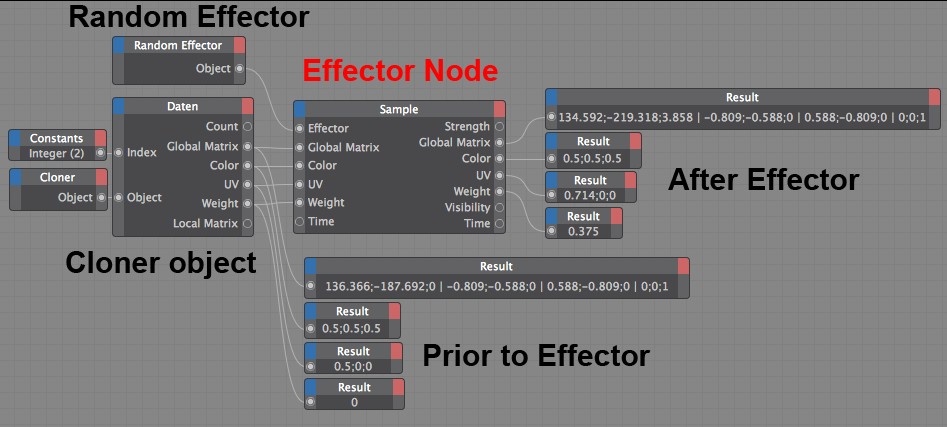 Random Effector
Random Effector
Object
Effector Node
Daten
Count
Global Matrix
Index
Color
UV
Object
Weight
Local Matrix
Constants
Integer (2)
Cloner
Object
Cloner object
Sample
Effector
Strength
Global Matrix
Global Matrix
Color
Color
UV
UV
Weight
Weight
Visibility
Time
Time
Result
134.592;-219.318;3.858 | -0.809;-0.588;0 | 0.588;-0.809;0 | 0;0;1
Result
0.5;0.5;0.5
Result
0.714;0;0
Result
0.375
After Effector
Result
136.366;-187.692;0 | -0.809;-0.588;0 | 0.588;-0.809;0 | 0;0;1
Result
0.5;0.5;0.5
Result
0.5;0;0
Result
0
Prior to Effector